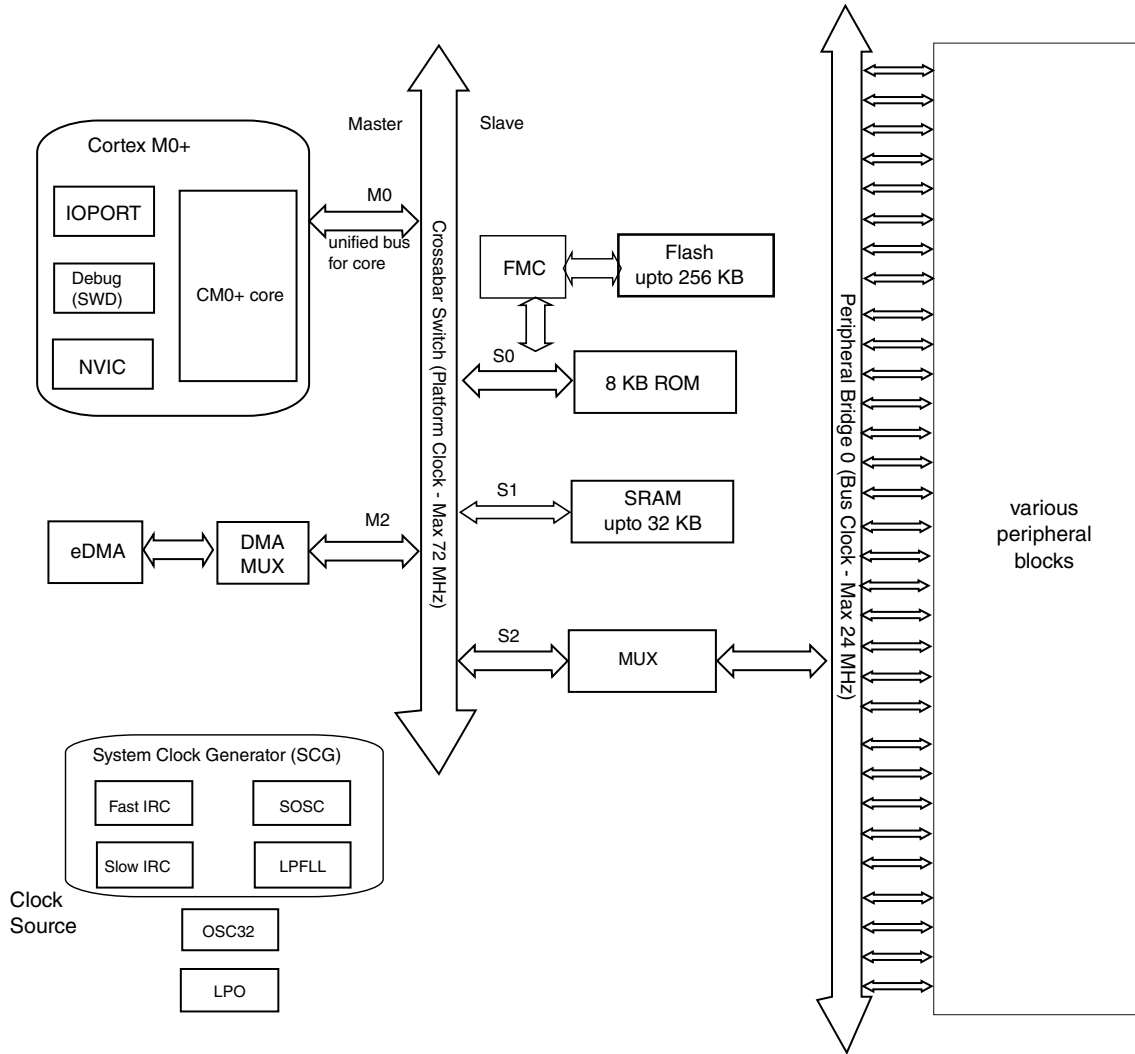 Master
Slave
Cortex M0+
IOPORT
Debug
(SWD)
NVIC
CM0+ core
M0
unified bus
for core
Crossabar Switch (Platform Clock - Max 72 MHz)
FMC
Flash
upto 256 KB
S0
8 KB ROM
S1
SRAM
upto 32 KB
eDMA
DMA
MUX
M2
S2
MUX
Peripheral Bridge 0 (Bus Clock - Max 24 MHz)
various
peripheral
blocks
System Clock Generator (SCG)
Fast IRC
SOSC
Slow IRC
LPFLL
Clock
Source
OSC32
LPO